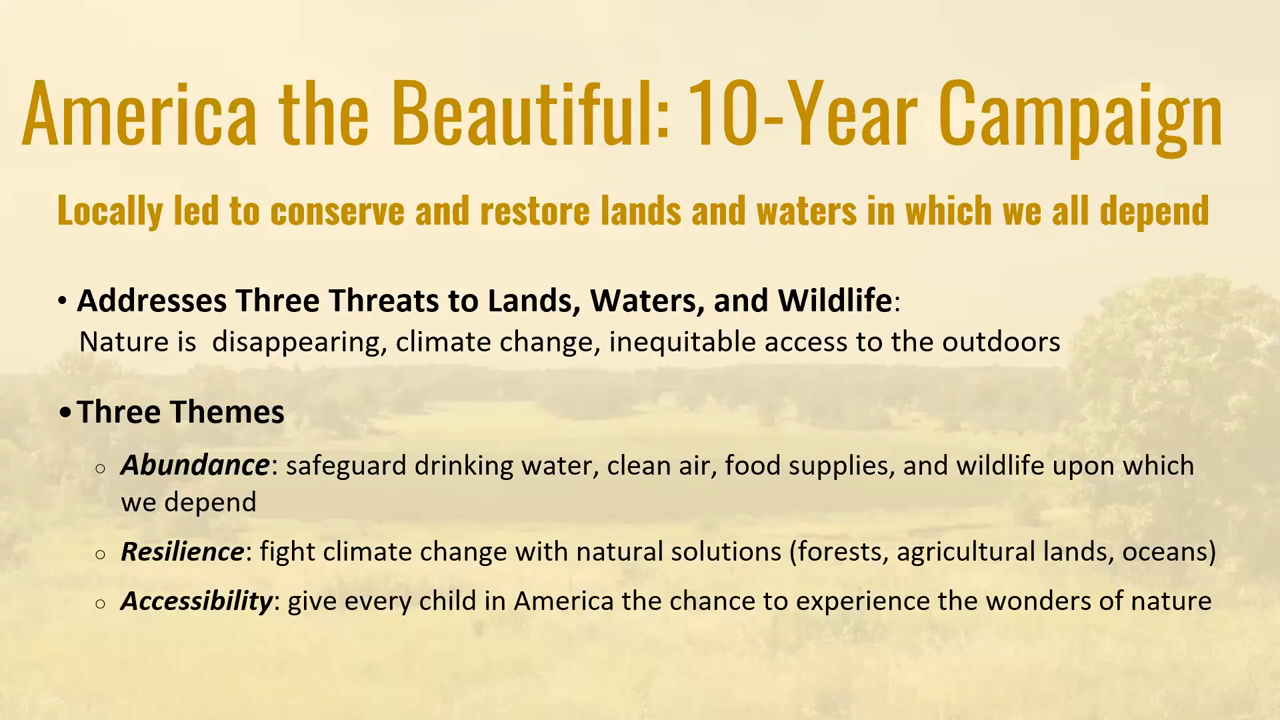 America the Beautiful: 10-Year Campaign
Locally led to conserve and restore lands and waters in which we all depend
• Addresses Three Threats to Lands, Waters, and Wildlife:
Nature is  disappearing, climate change, inequitable access to the outdoors
•Three Themes
○ Abundance: safeguard drinking water, clean air, food supplies, and wildlife upon which
we depend
○ Resilience: fight climate change with natural solutions (forests, agricultural lands, oceans)
○ Accessibility: give every child in America the chance to experience the wonders of nature